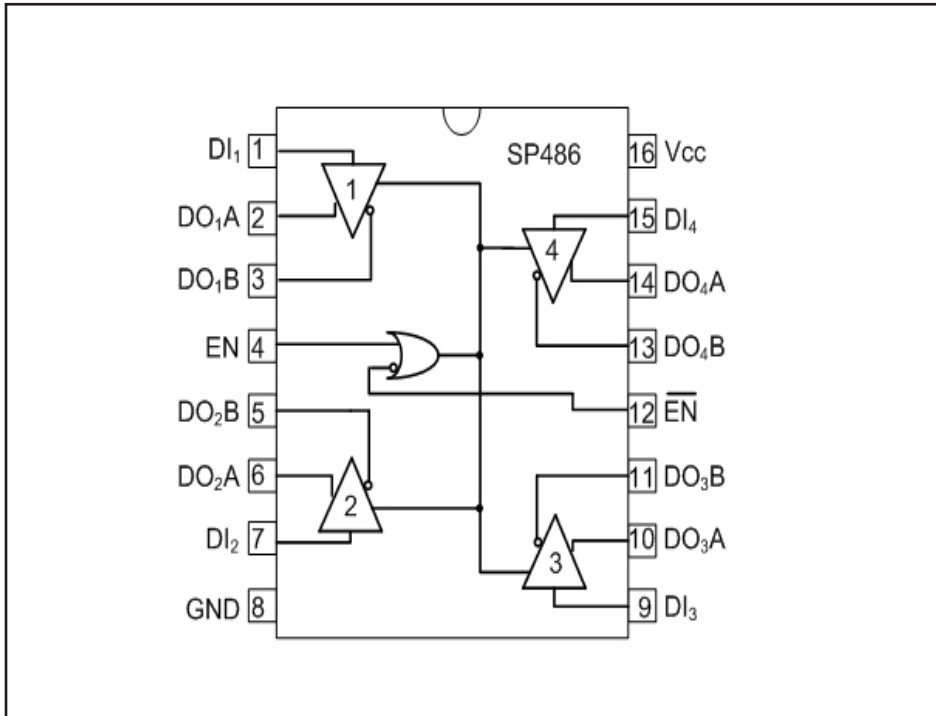 SP486
DI₁ 1
DO₁A 2
DO₁B 3
EN 4
DO₂B 5
DO₂A 6
DI₂ 7
GND 8
16 Vcc
15 DI₄
14 DO₄A
13 DO₄B
12 E̅N̅
11 DO₃B
10 DO₃A
9 DI₃
1
4
2
3